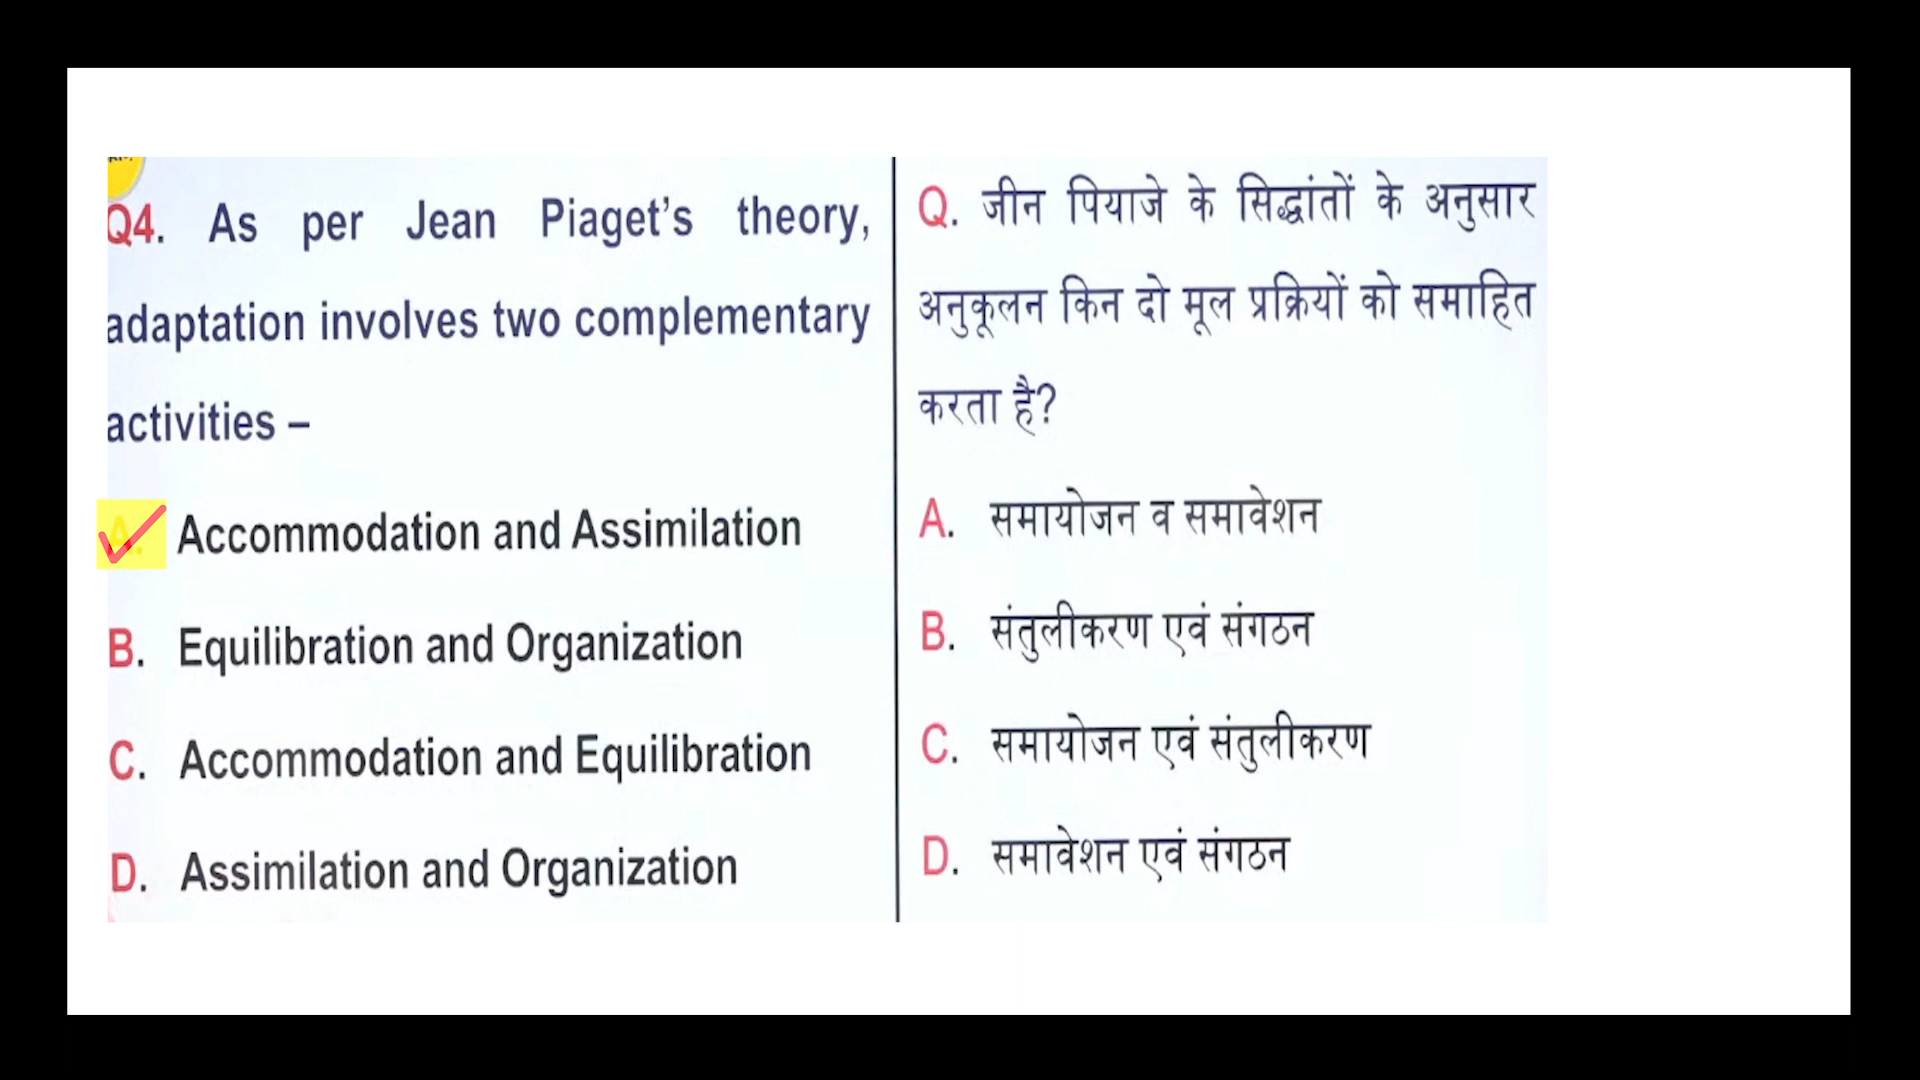 Q4. As per Jean Piaget's theory,
adaptation involves two complementary
activities –
Accommodation and Assimilation
B. Equilibration and Organization
C. Accommodation and Equilibration
D. Assimilation and Organization
Q. जीन पियाजे के सिद्धांतों के अनुसार
अनुकूलन किन दो मूल प्रक्रियों को समाहित
करता है?
A. समायोजन व समावेशन
B. संतुलीकरण एवं संगठन
C. समायोजन एवं संतुलीकरण
D. समावेशन एवं संगठन